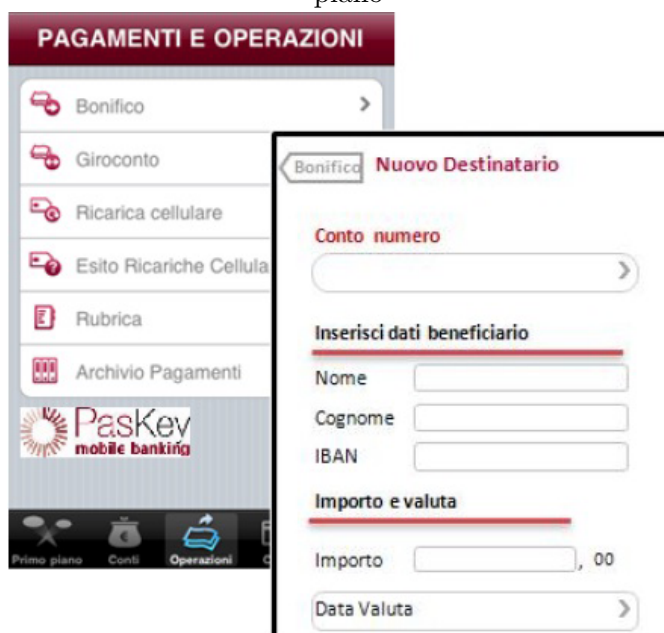 piano
PAGAMENTI E OPERAZIONI
Bonifico
Giroconto
Ricarica cellulare
Esito Ricariche Cellula
Rubrica
Archivio Pagamenti
PasKey
mobile banking
Primo piano
Conti
Operazioni
Bonifico
Nuovo Destinatario
Conto numero
Inserisci dati beneficiario
Nome
Cognome
IBAN
Importo e valuta
Importo , 00
Data Valuta